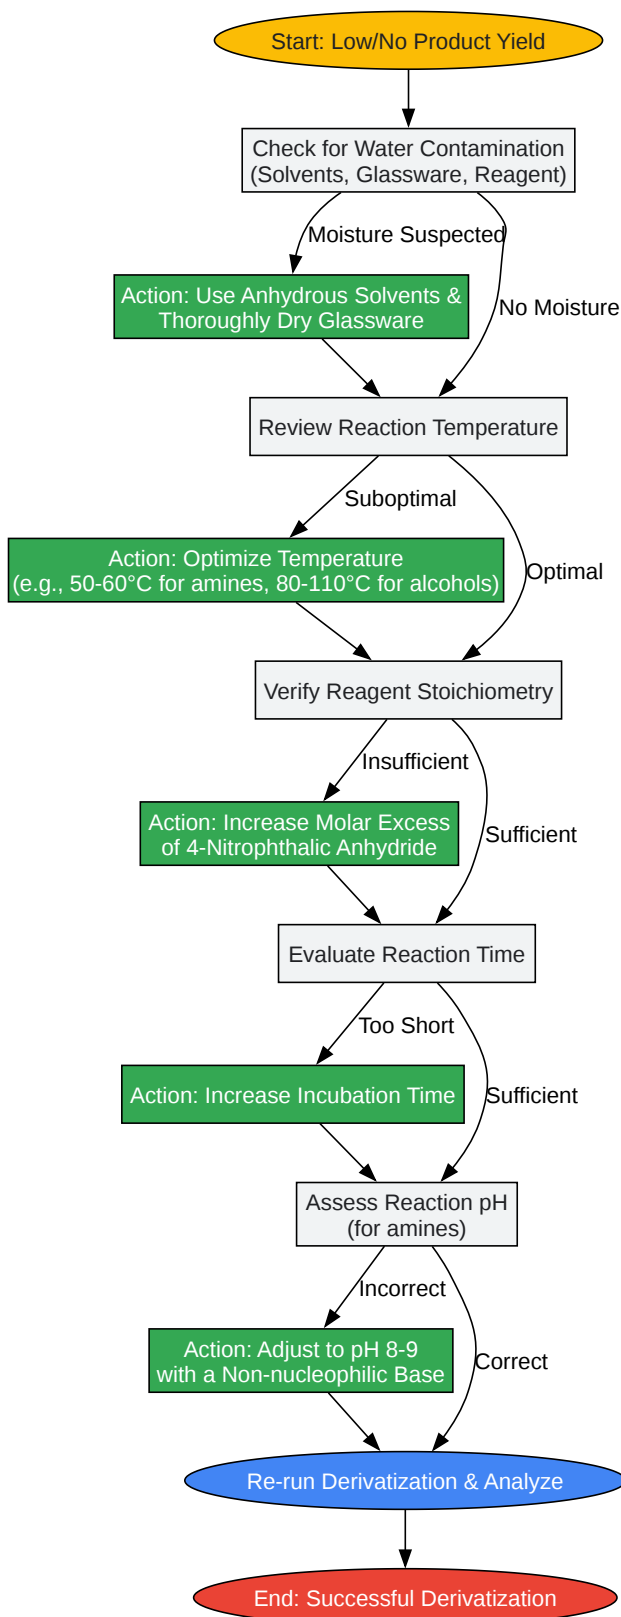 Start: Low/No Product Yield
Check for Water Contamination
(Solvents, Glassware, Reagent)
Moisture Suspected
Action: Use Anhydrous Solvents &
Thoroughly Dry Glassware
No Moisture
Review Reaction Temperature
Suboptimal
Action: Optimize Temperature
(e.g., 50-60°C for amines, 80-110°C for alcohols)
Optimal
Verify Reagent Stoichiometry
Insufficient
Action: Increase Molar Excess
of 4-Nitrophthalic Anhydride
Sufficient
Evaluate Reaction Time
Too Short
Action: Increase Incubation Time
Sufficient
Assess Reaction pH
(for amines)
Incorrect
Action: Adjust to pH 8-9
with a Non-nucleophilic Base
Correct
Re-run Derivatization & Analyze
End: Successful Derivatization